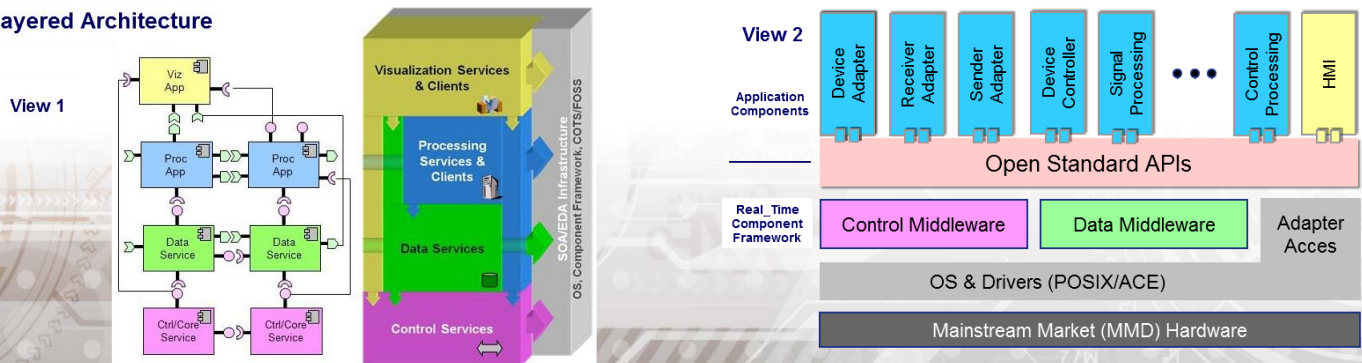 ayered Architecture
View 1
Viz
App
Proc
App
Proc
App
Data
Service
Data
Service
Ctrl/Core
Service
Ctrl/Core
Service
Visualization Services
& Clients
Processing
Services &
Clients
Data Services
Control Services
SOA/EDA Infrastructure
OS, Component Framework, COTS/FOSS
View 2
Application
Components
Device
Adapter
Receiver
Adapter
Sender
Adapter
Device
Controller
Signal
Processing
Control
Processing
HMI
Open Standard APIs
Real_Time
Component
Framework
Control Middleware
Data Middleware
Adapter
Acces
OS & Drivers (POSIX/ACE)
Mainstream Market (MMD) Hardware